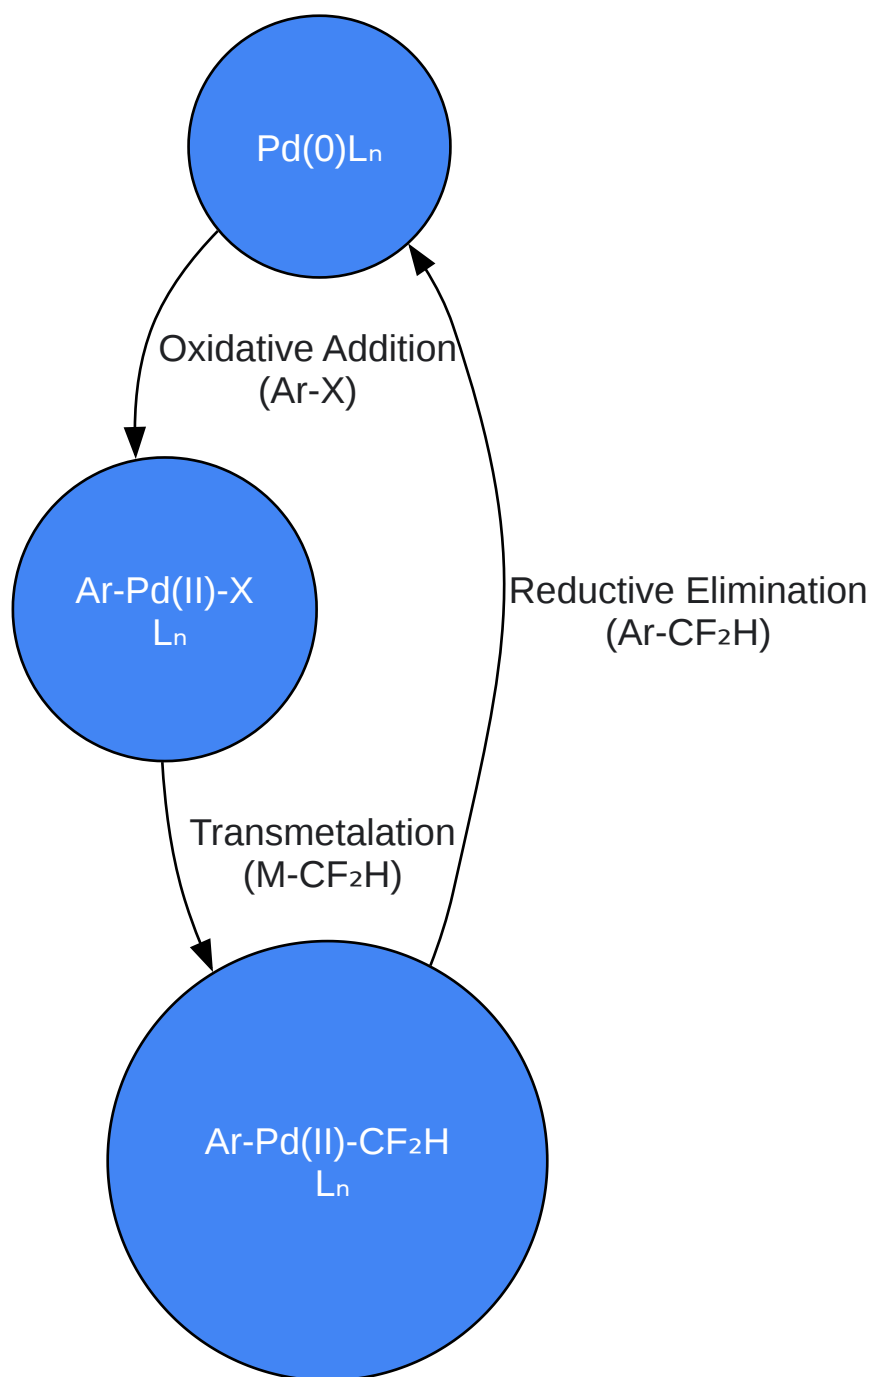 Pd(0)Lₙ
Oxidative Addition
(Ar-X)
Ar-Pd(II)-X
Lₙ
Reductive Elimination
(Ar-CF₂H)
Transmetalation
(M-CF₂H)
Ar-Pd(II)-CF₂H
Lₙ